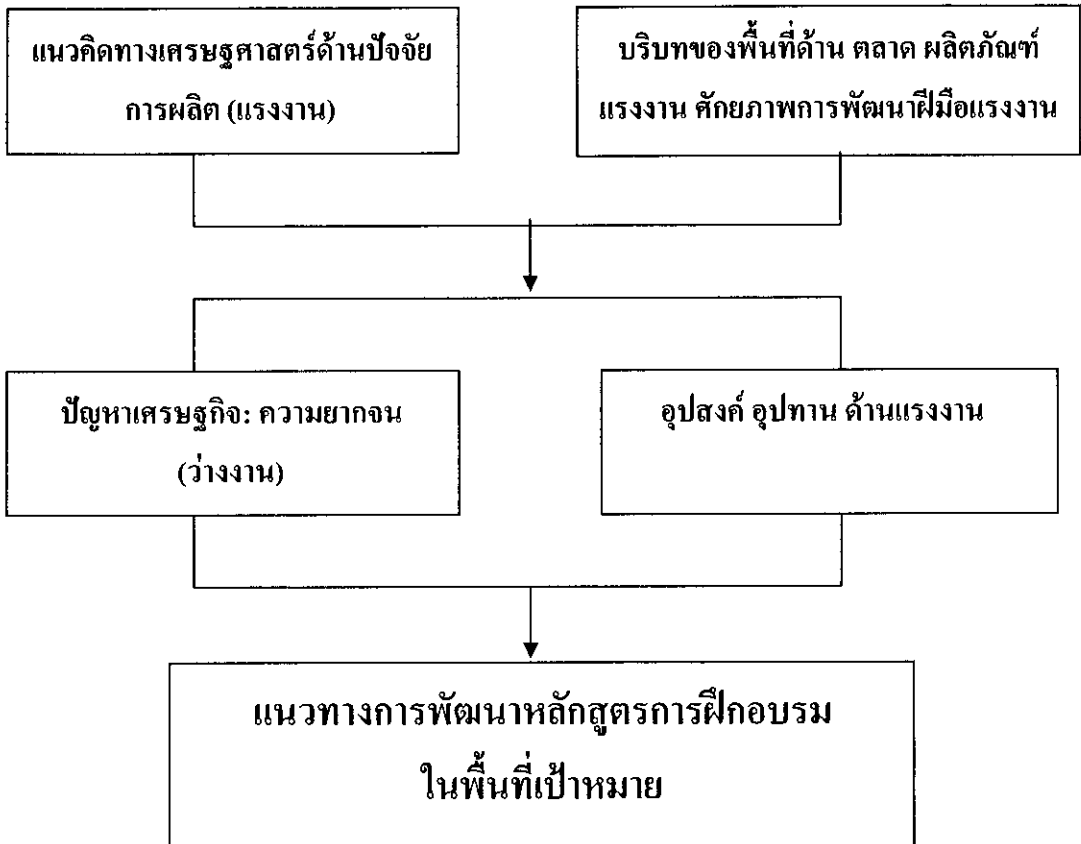 แนวคิดทางเศรษฐศาสตร์ด้านปัจจัย
การผลิต (แรงงาน)
บริบทของพื้นที่ด้าน ตลาด ผลิตภัณฑ์
แรงงาน ศักยภาพการพัฒนาฝีมือแรงงาน
ปัญหาเศรษฐกิจ: ความยากจน
(ว่างงาน)
อุปสงค์ อุปทาน ด้านแรงงาน
แนวทางการพัฒนาหลักสูตรการฝึกอบรม
ในพื้นที่เป้าหมาย